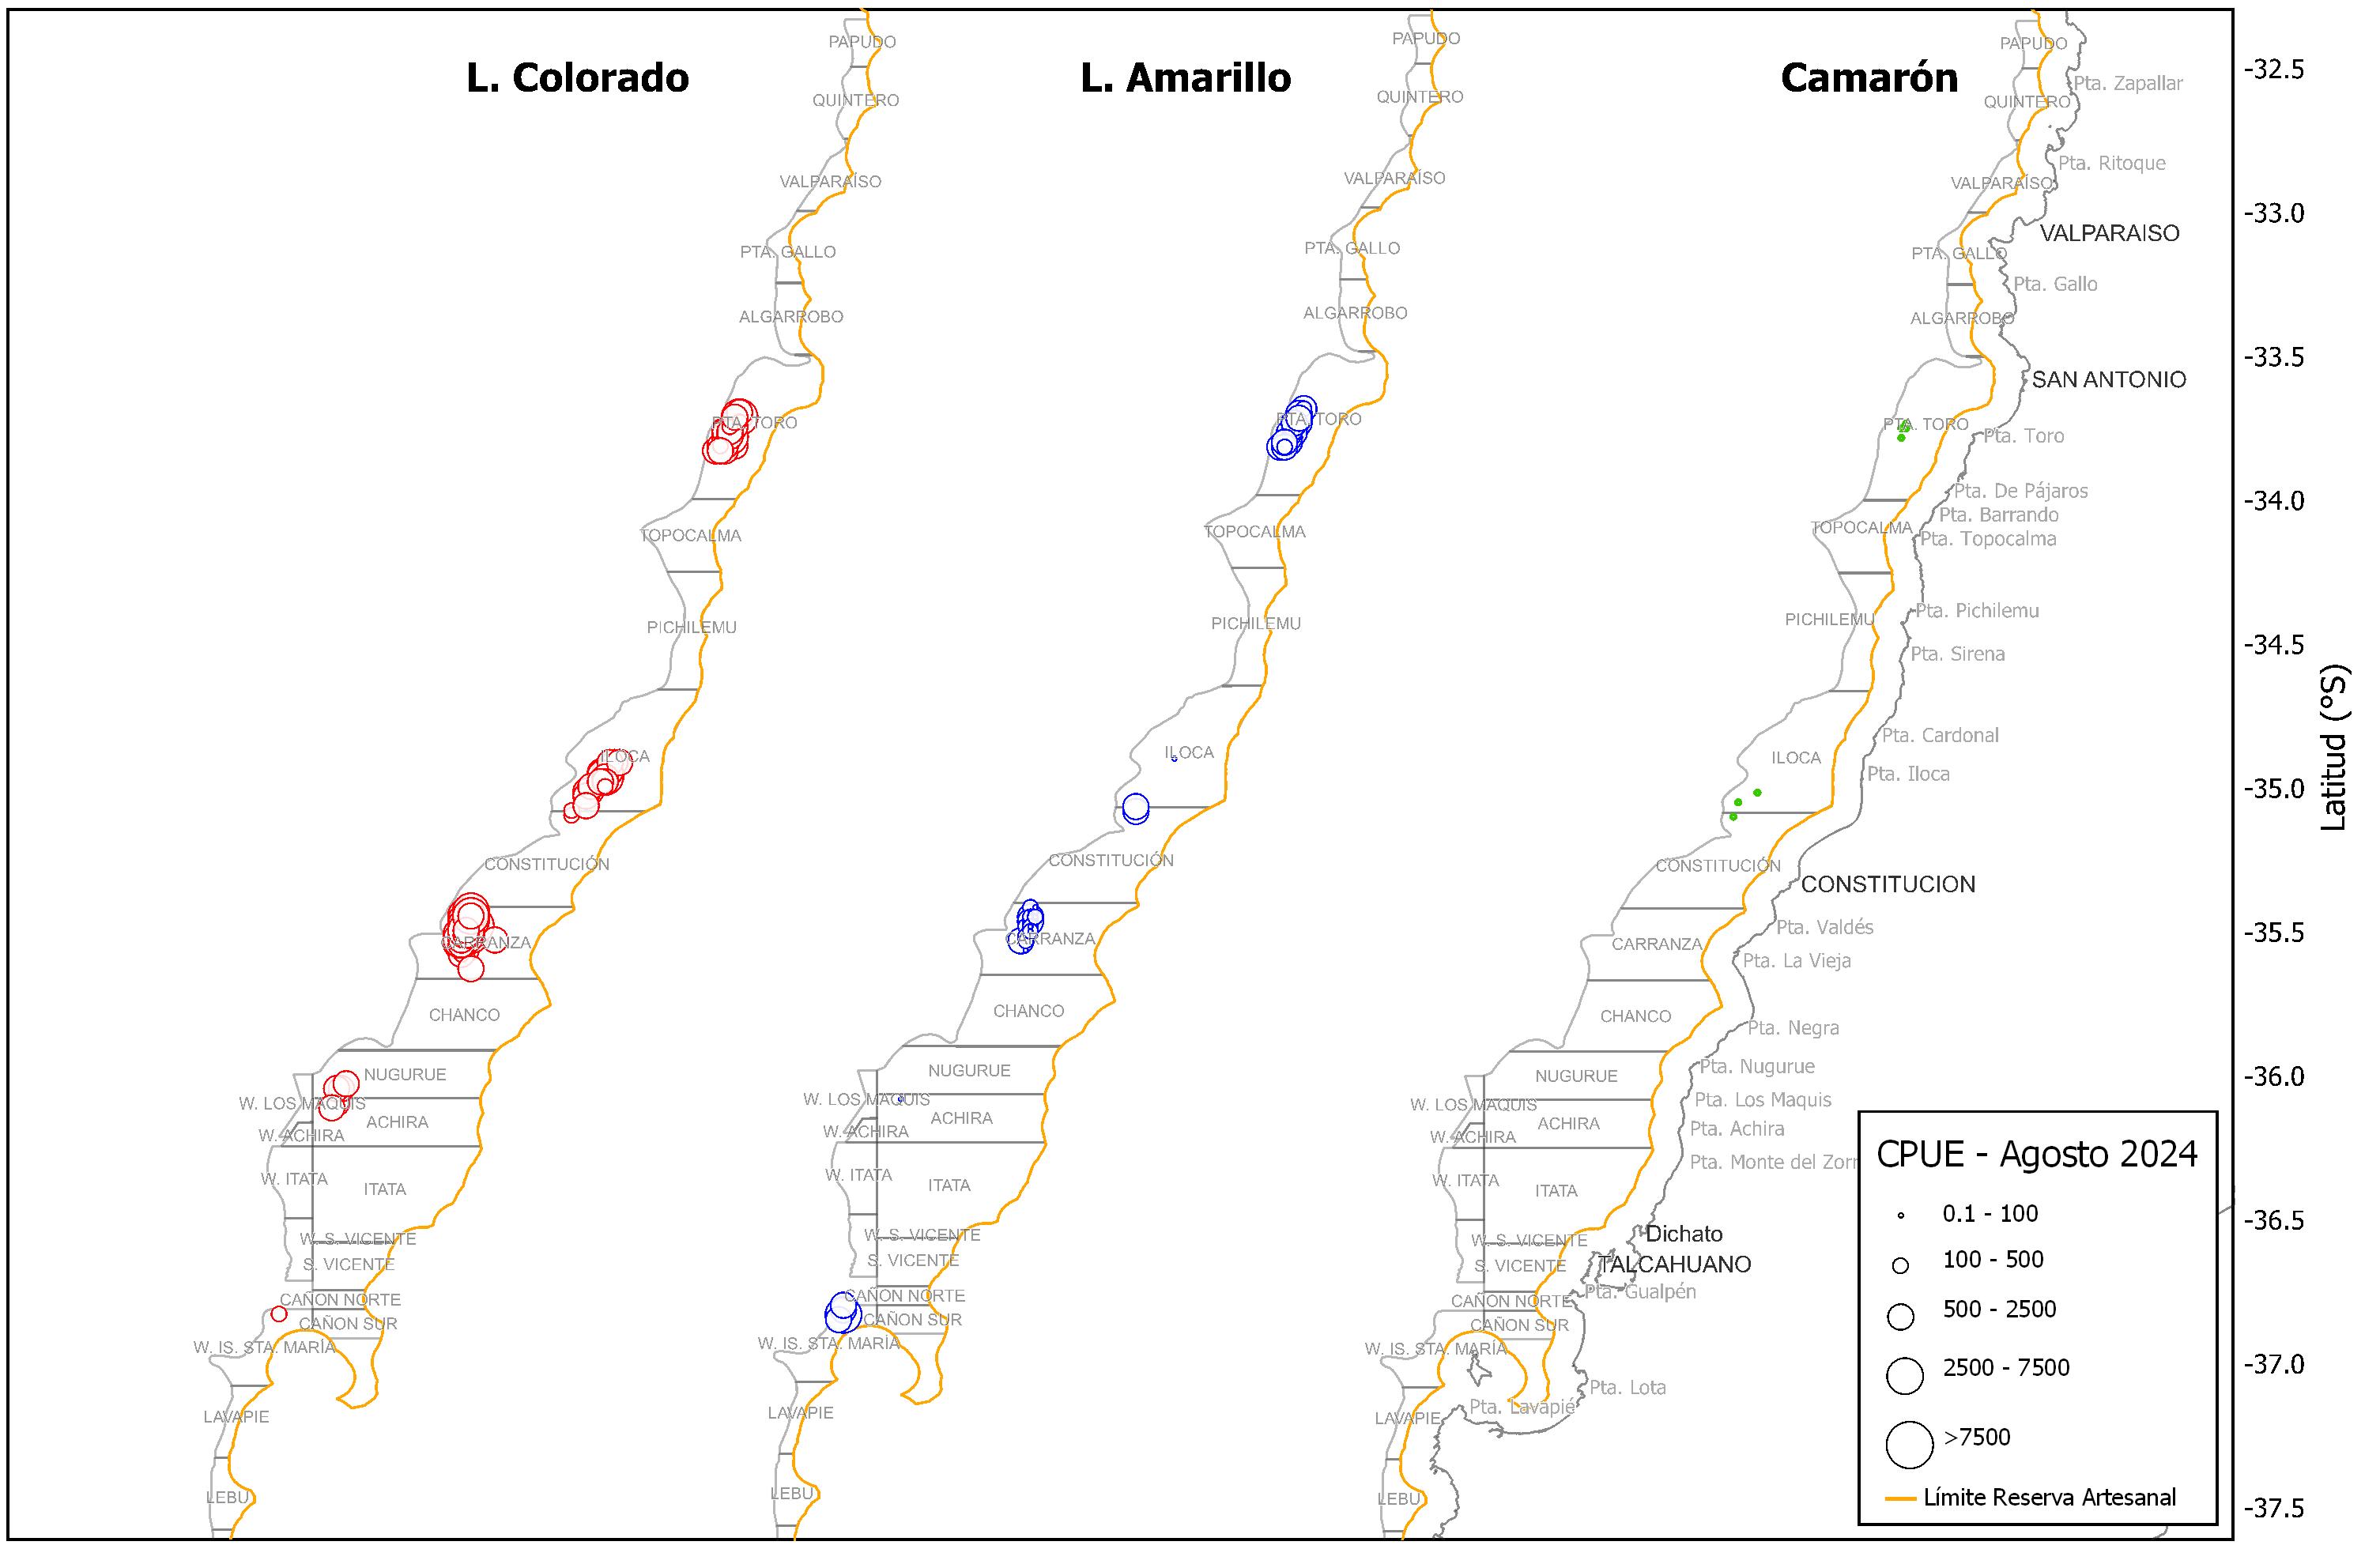 L. Colorado
PAPUDO
QUINTERO
VALPARAÍSO
PTA. GALLO
ALGARROBO
PTA. TORO
TOPOCALMA
PICHILEMU
ILOCA
CONSTITUCIÓN
CARRANZA
CHANCO
NUGURUE
W. LOS MAQUIS
ACHIRA
W. ACHIRA
W. ITATA
ITATA
W. S. VICENTE
S. VICENTE
CAÑON NORTE
CAÑON SUR
W. IS. STA. MARÍA
LAVAPIE
LEBU
L. Amarillo
PAPUDO
QUINTERO
VALPARAÍSO
PTA. GALLO
ALGARROBO
PTA. TORO
TOPOCALMA
PICHILEMU
ILOCA
CONSTITUCIÓN
CARRANZA
CHANCO
NUGURUE
W. LOS MAQUIS
ACHIRA
W. ACHIRA
W. ITATA
ITATA
W. S. VICENTE
S. VICENTE
CAÑON NORTE
CAÑON SUR
W. IS. STA. MARÍA
LAVAPIE
LEBU
Camarón
PAPUDO
QUINTERO
VALPARAÍSO
PTA. GALLO
ALGARROBO
PTA. TORO
TOPOCALMA
PICHILEMU
ILOCA
CONSTITUCIÓN
CARRANZA
CHANCO
NUGURUE
W. LOS MAQUIS
ACHIRA
W. ACHIRA
W. ITATA
ITATA
W. S. VICENTE
S. VICENTE
CAÑON NORTE
CAÑON SUR
W. IS. STA. MARÍA
LAVAPIE
LEBU
Pta. Zapallar
Pta. Ritoque
VALPARAISO
Pta. Gallo
SAN ANTONIO
Pta. Toro
Pta. De Pájaros
Pta. Barrando
Pta. Topocalma
Pta. Pichilemu
Pta. Sirena
Pta. Cardonal
Pta. Iloca
CONSTITUCION
Pta. Valdés
Pta. La Vieja
Pta. Negra
Pta. Nugurue
Pta. Los Maquis
Pta. Achira
Pta. Monte del Zorr
Dichato
TALCAHUANO
Pta. Gualpén
Pta. Lota
Pta. Lavapié
CPUE - Agosto 2024
0.1 - 100
100 - 500
500 - 2500
2500 - 7500
>7500
Límite Reserva Artesanal
-32.5
-33.0
-33.5
-34.0
-34.5
-35.0
-35.5
-36.0
-36.5
-37.0
-37.5
Latitud (°S)